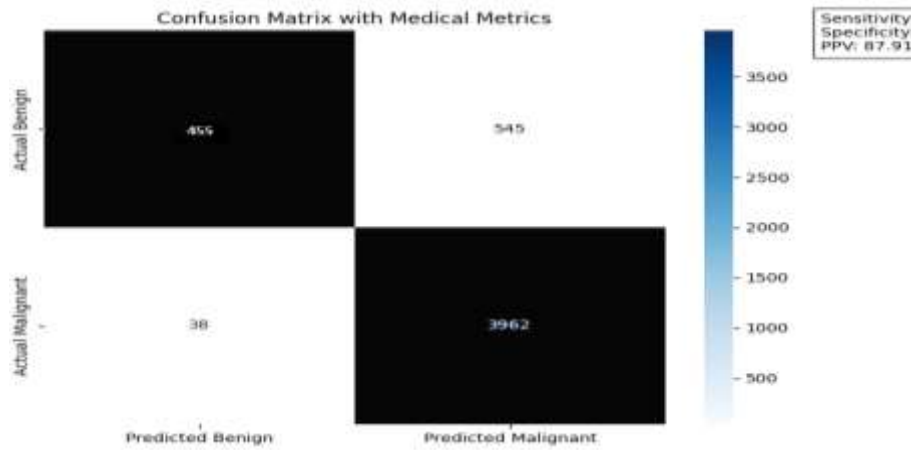 Confusion Matrix with Medical Metrics
Sensitivity
Specificity
PPV: 87.91
Actual Benign
455
545
Actual Malignant
38
3962
Predicted Benign
Predicted Malignant
3500
3000
2500
2000
1500
1000
500